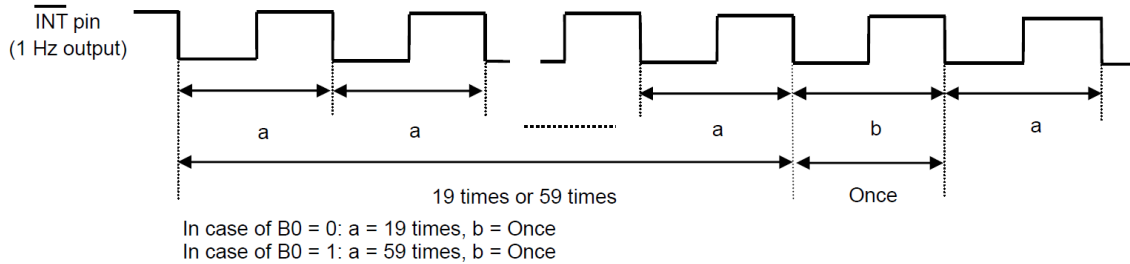 INT pin
(1 Hz output)
a
a
a
b
a
19 times or 59 times
Once
In case of B0 = 0: a = 19 times, b = Once
In case of B0 = 1: a = 59 times, b = Once